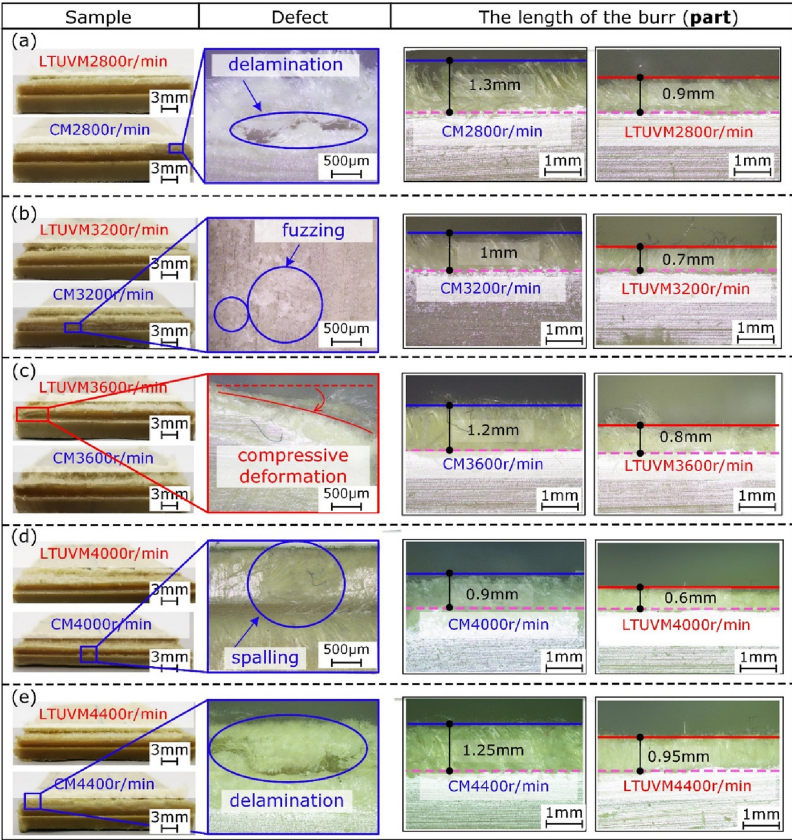 Sample
Defect
The length of the burr (part)
(a)
LTUVM2800r/min
3mm
CM2800r/min
3mm
delamination
500μm
1.3mm
CM2800r/min
1mm
0.9mm
LTUVM2800r/min
1mm
(b)
LTUVM3200r/min
3mm
CM3200r/min
3mm
fuzzing
500μm
1mm
CM3200r/min
1mm
0.7mm
LTUVM3200r/min
1mm
(c)
LTUVM3600r/min
3mm
CM3600r/min
3mm
compressive
deformation
500μm
1.2mm
CM3600r/min
1mm
0.8mm
LTUVM3600r/min
1mm
(d)
LTUVM4000r/min
3mm
CM4000r/min
3mm
spalling
500μm
0.9mm
CM4000r/min
1mm
0.6mm
LTUVM4000r/min
1mm
(e)
LTUVM4400r/min
3mm
CM4400r/min
3mm
delamination
500μm
1.25mm
CM4400r/min
1mm
0.95mm
LTUVM4400r/min
1mm